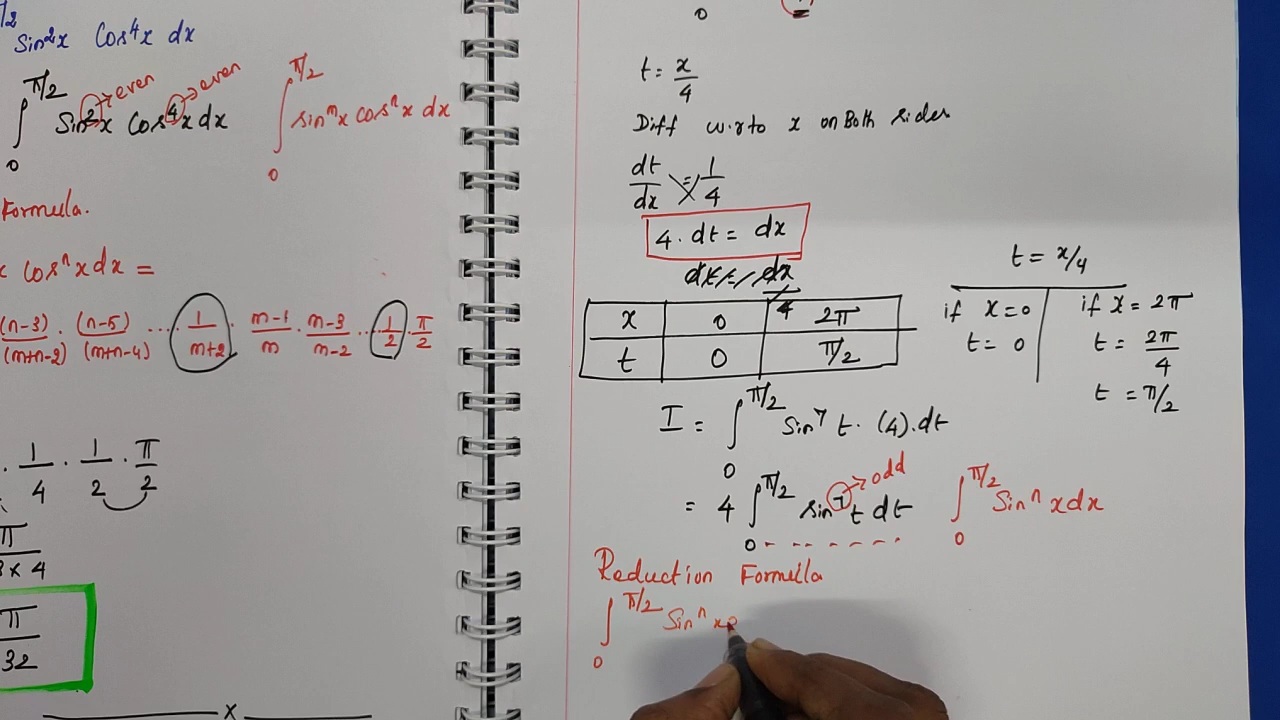 π/2
Sin²x Cos⁴x dx
∫₀^π/2 Sin²x Cos⁴x dx
→even →even
∫₀^π/2 sinᵐx cosⁿx dx
Formula.
x cosⁿx dx =
(n-3)/(m+n-2) . (n-5)/(m+n-4) .... 1/m+2 . m-1/m . m-3/m-2 ... 1/2 . π/2
. 1/4 . 1/2 . π/2
π/3×4
π/32
x
0
t = x/4
Diff w.r to x on Both sides
dt/dx = 1/4
4. dt = dx
x 0 2π
t 0 π/2
t = x/4
if x=0 if x = 2π
t = 0 t = 2π/4
t = π/2
I = ∫₀^π/2 Sin⁷ t. (4).dt
= 4 ∫₀^π/2 sin⁷ t dt →odd ∫₀^π/2 Sinⁿ x dx
Reduction Formula
∫₀^π/2 Sinⁿ x